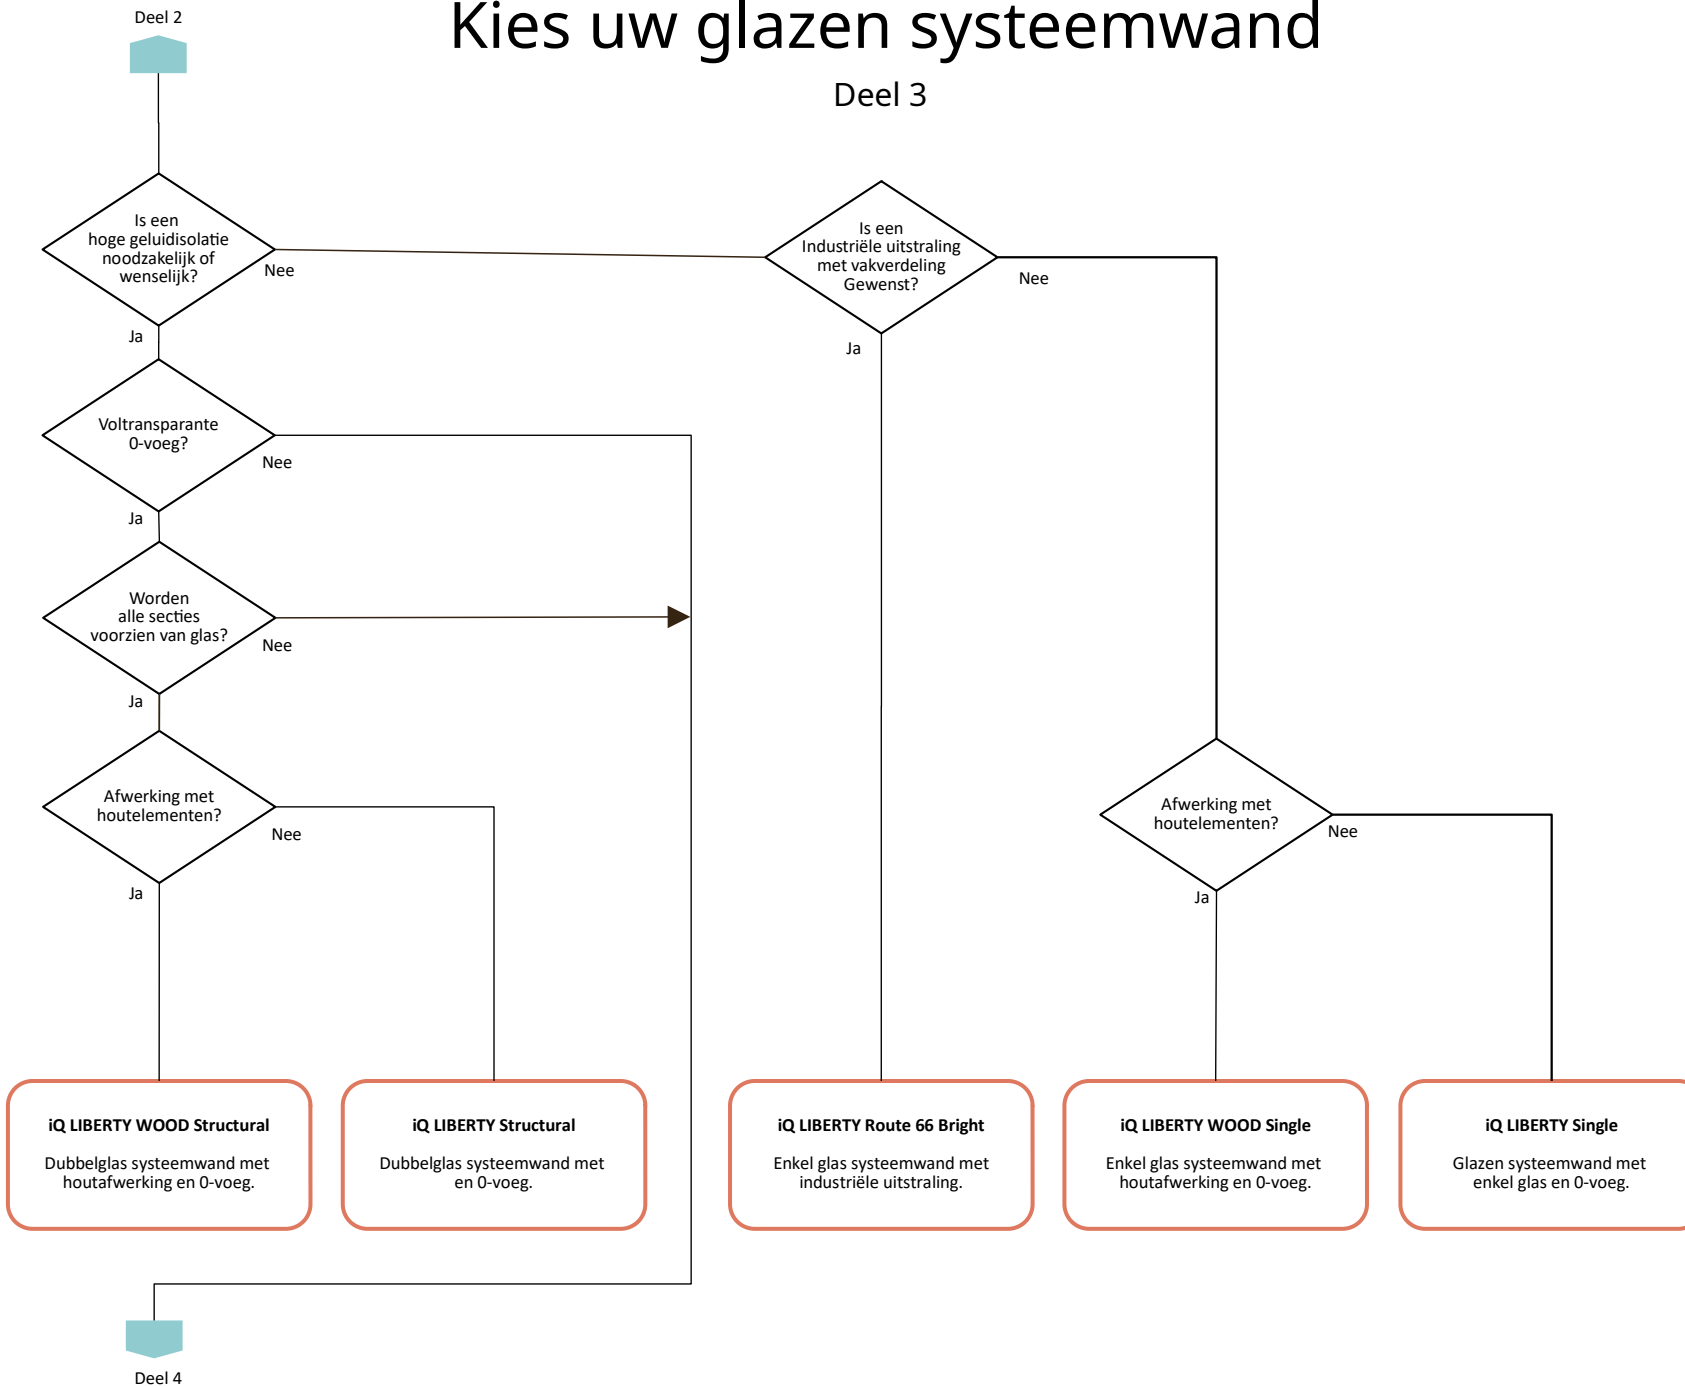 Deel 2
Kies uw glazen systeemwand
Deel 3
Is een
hoge geluidisolatie
noodzakelijk of
wenselijk?
Nee
Ja
Is een
Industriële uitstraling
met vakverdeling
Gewenst?
Nee
Ja
Voltransparante
0-voeg?
Nee
Ja
Worden
alle secties
voorzien van glas?
Nee
Ja
Afwerking met
houtelementen?
Nee
Ja
Afwerking met
houtelementen?
Nee
Ja
iQ LIBERTY WOOD Structural
Dubbelglas systeemwand met
houtafwerking en 0-voeg.
iQ LIBERTY Structural
Dubbelglas systeemwand met
en 0-voeg.
iQ LIBERTY Route 66 Bright
Enkel glas systeemwand met
industriële uitstraling.
iQ LIBERTY WOOD Single
Enkel glas systeemwand met
houtafwerking en 0-voeg.
iQ LIBERTY Single
Glazen systeemwand met
enkel glas en 0-voeg.
Deel 4